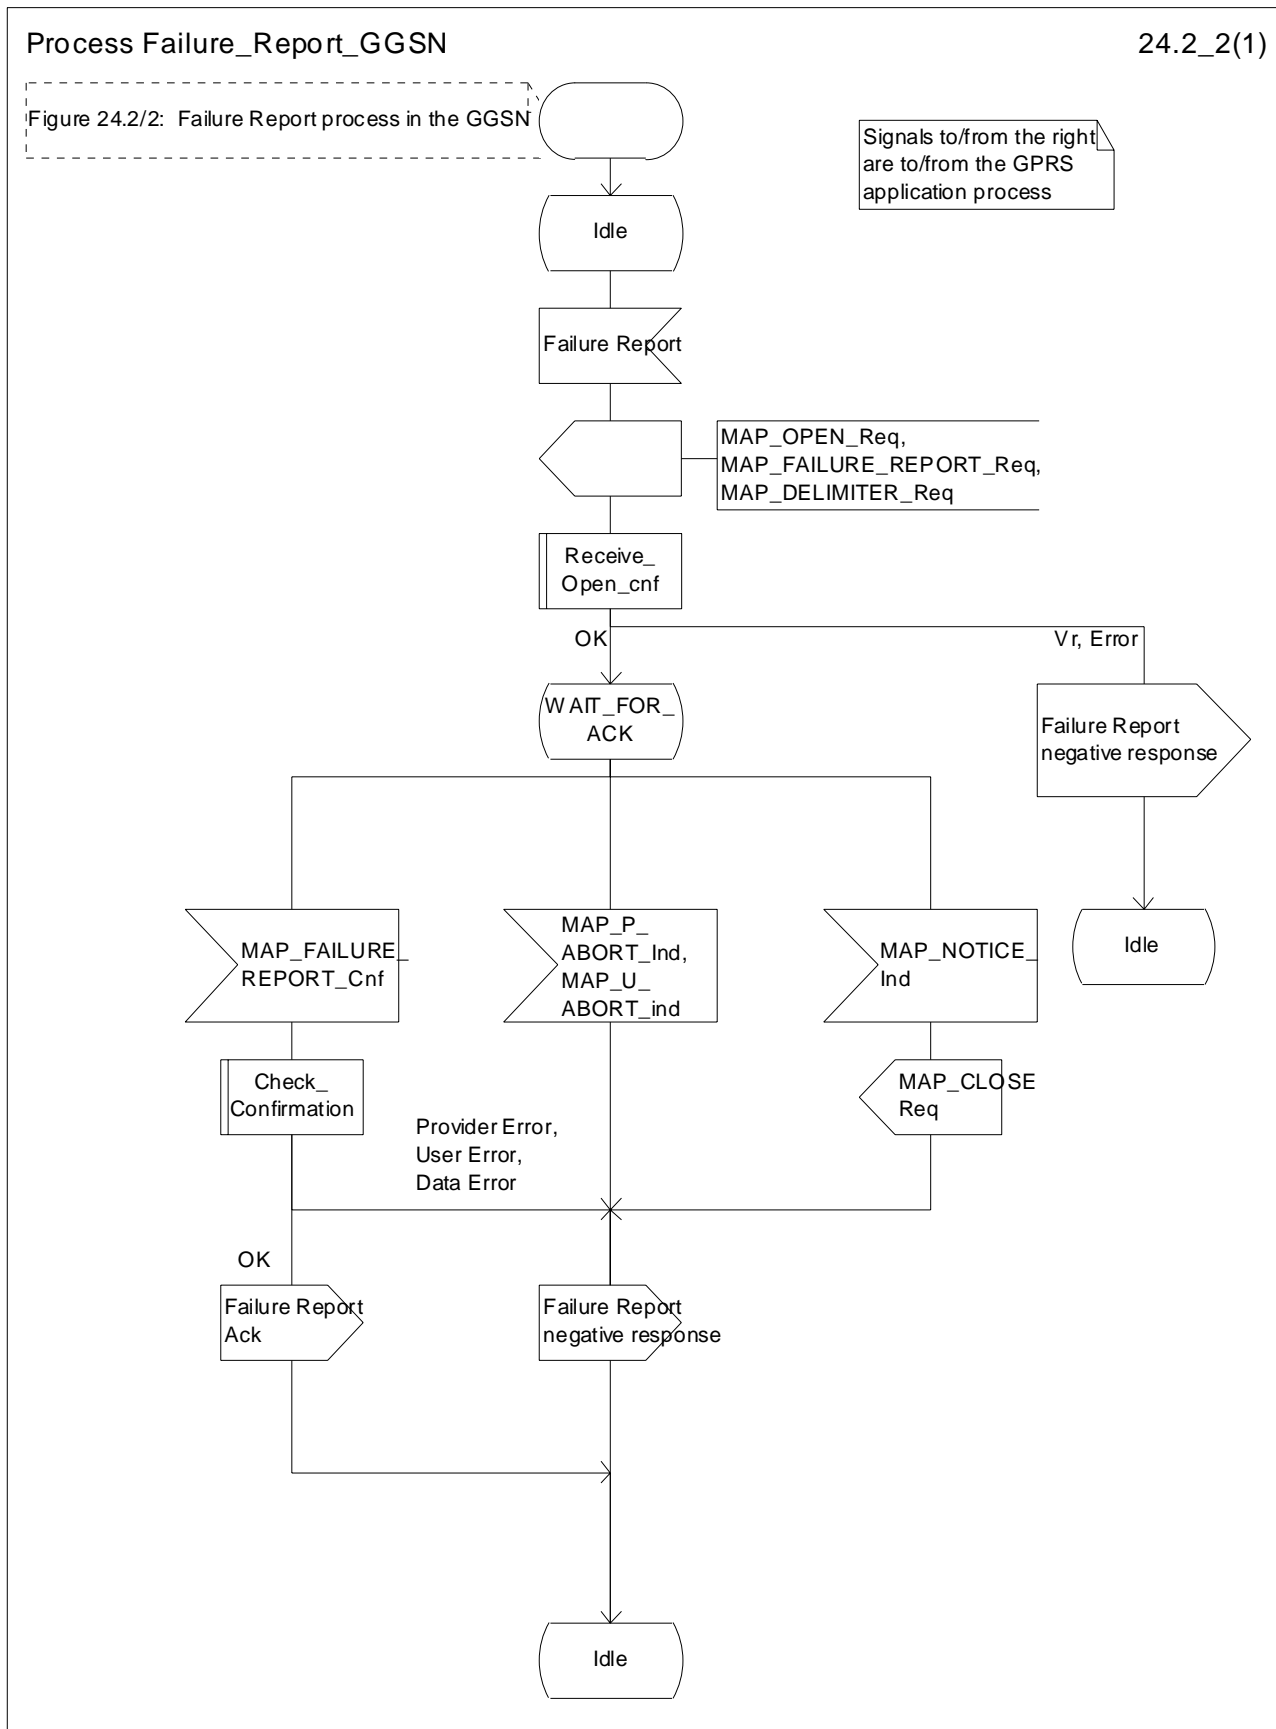 Process Failure_Report_GGSN
24.2_2(1)
Figure 24.2/2: Failure Report process in the GGSN
Signals to/from the right
are to/from the GPRS
application process
Idle
Failure Report
MAP_OPEN_Req,
MAP_FAILURE_REPORT_Req,
MAP_DELIMITER_Req
Receive_
Open_cnf
OK
Vr, Error
WAIT_FOR_
ACK
Failure Report
negative response
MAP_FAILURE_
REPORT_Cnf
MAP_P_
ABORT_Ind,
MAP_U_
ABORT_ind
MAP_NOTICE_
Ind
Idle
Check_
Confirmation
MAP_CLOSE
Req
Provider Error,
User Error,
Data Error
OK
Failure Report
Ack
Failure Report
negative response
Idle